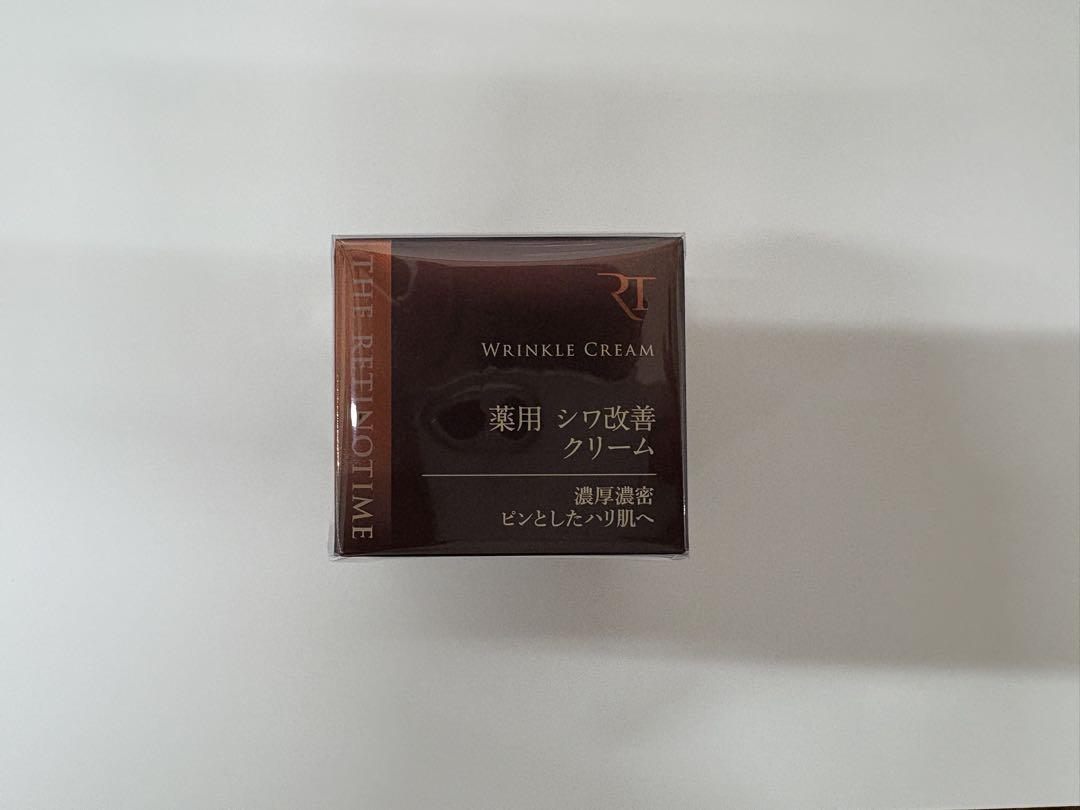 THE RETINOTIME
RT
WRINKLE CREAM
薬用 シワ改善
クリーム
濃厚濃密
ピンとしたハリ肌へ